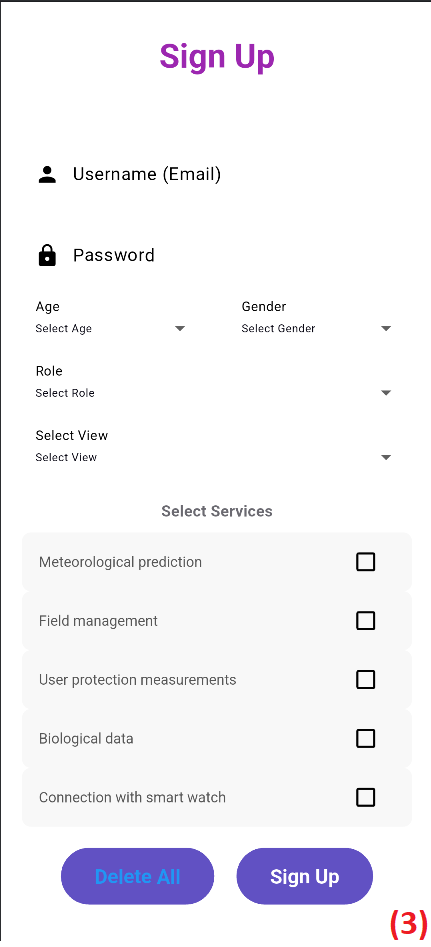 Sign Up
Username (Email)
Password
Age Gender
Select Age Select Gender
Role
Select Role
Select View
Select View
Select Services
Meteorological prediction
Field management
User protection measurements
Biological data
Connection with smart watch
Delete All Sign Up
(3)